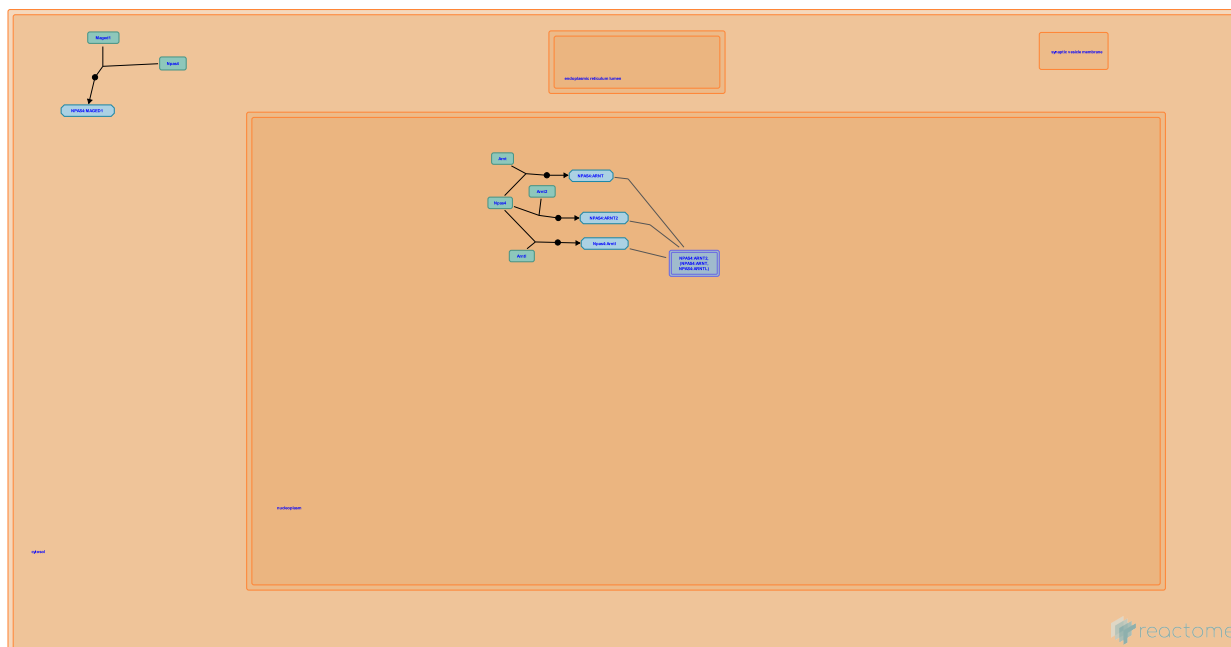 Maged1
Npas4
NPAS4:MAGED1
endoplasmic reticulum lumen
synaptic vesicle membrane
Arnt
NPAS4:ARNT
Arnt2
Npas4
NPAS4:ARNT2
Npas4:Arntl
Arntl
NPAS4:ARNT2,
(NPAS4:ARNT,
NPAS4:ARNTL)
nucleoplasm
cytosol
reactome